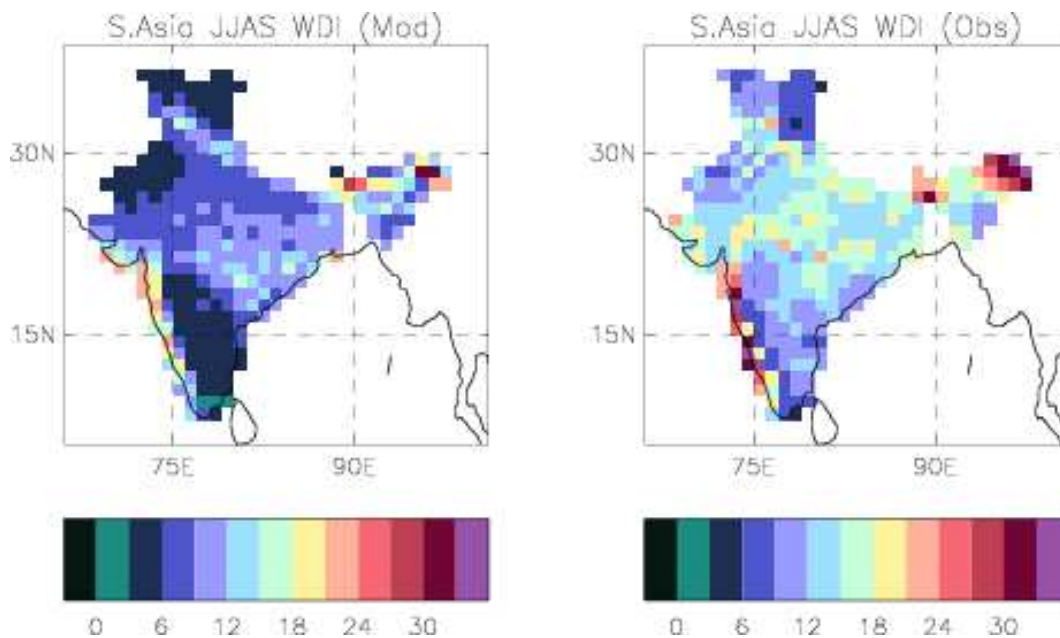 S.Asia JJAS WDI (Mod)
S.Asia JJAS WDI (Obs)
30N
15N
75E
90E
30N
15N
75E
90E
0 6 12 18 24 30
0 6 12 18 24 30